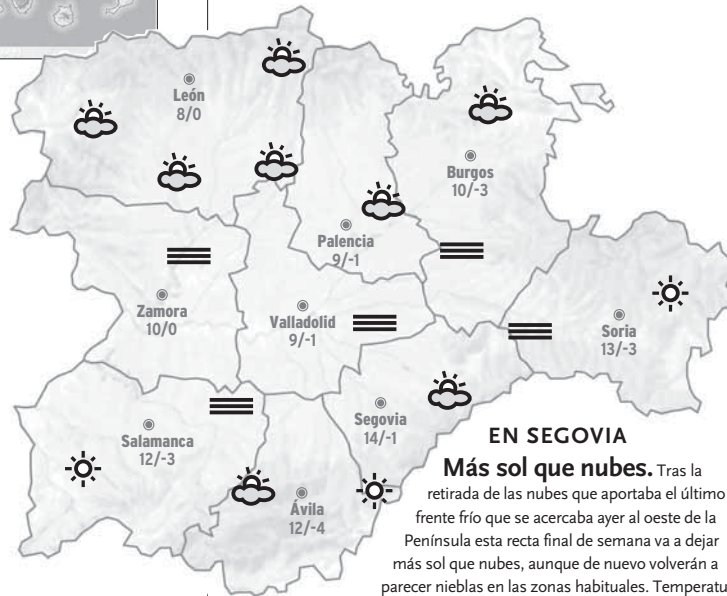 León
8/0
Burgos
10/-3
Palencia
9/-1
Zamora
10/0
Valladolid
9/-1
Soria
13/-3
Segovia
14/-1
Salamanca
12/-3
Ávila
12/-4
EN SEGOVIA
Más sol que nubes. Tras la
retirada de las nubes que aportaba el último
frente frío que se acercaba ayer al oeste de la
Península esta recta final de semana va a dejar
más sol que nubes, aunque de nuevo volverán a
parecer nieblas en las zonas habituales.